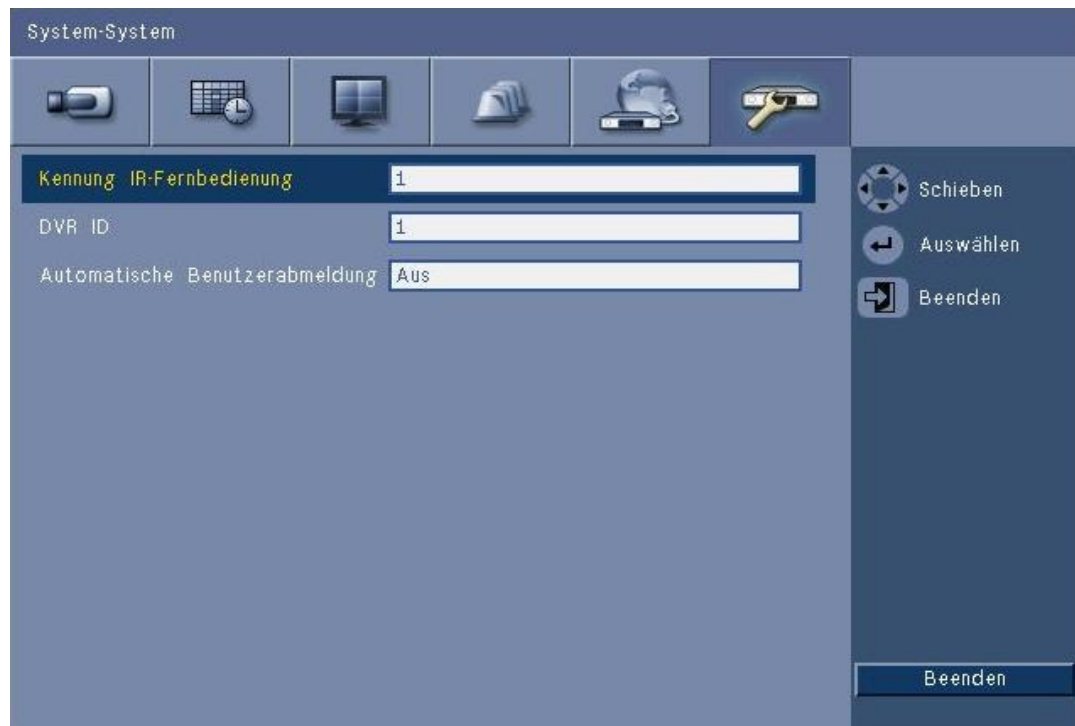 System-System
Kennung IR-Fernbedienung 1
DVR ID 1
Automatische Benutzerabmeldung Aus
Schieben
Auswählen
Beenden
Beenden